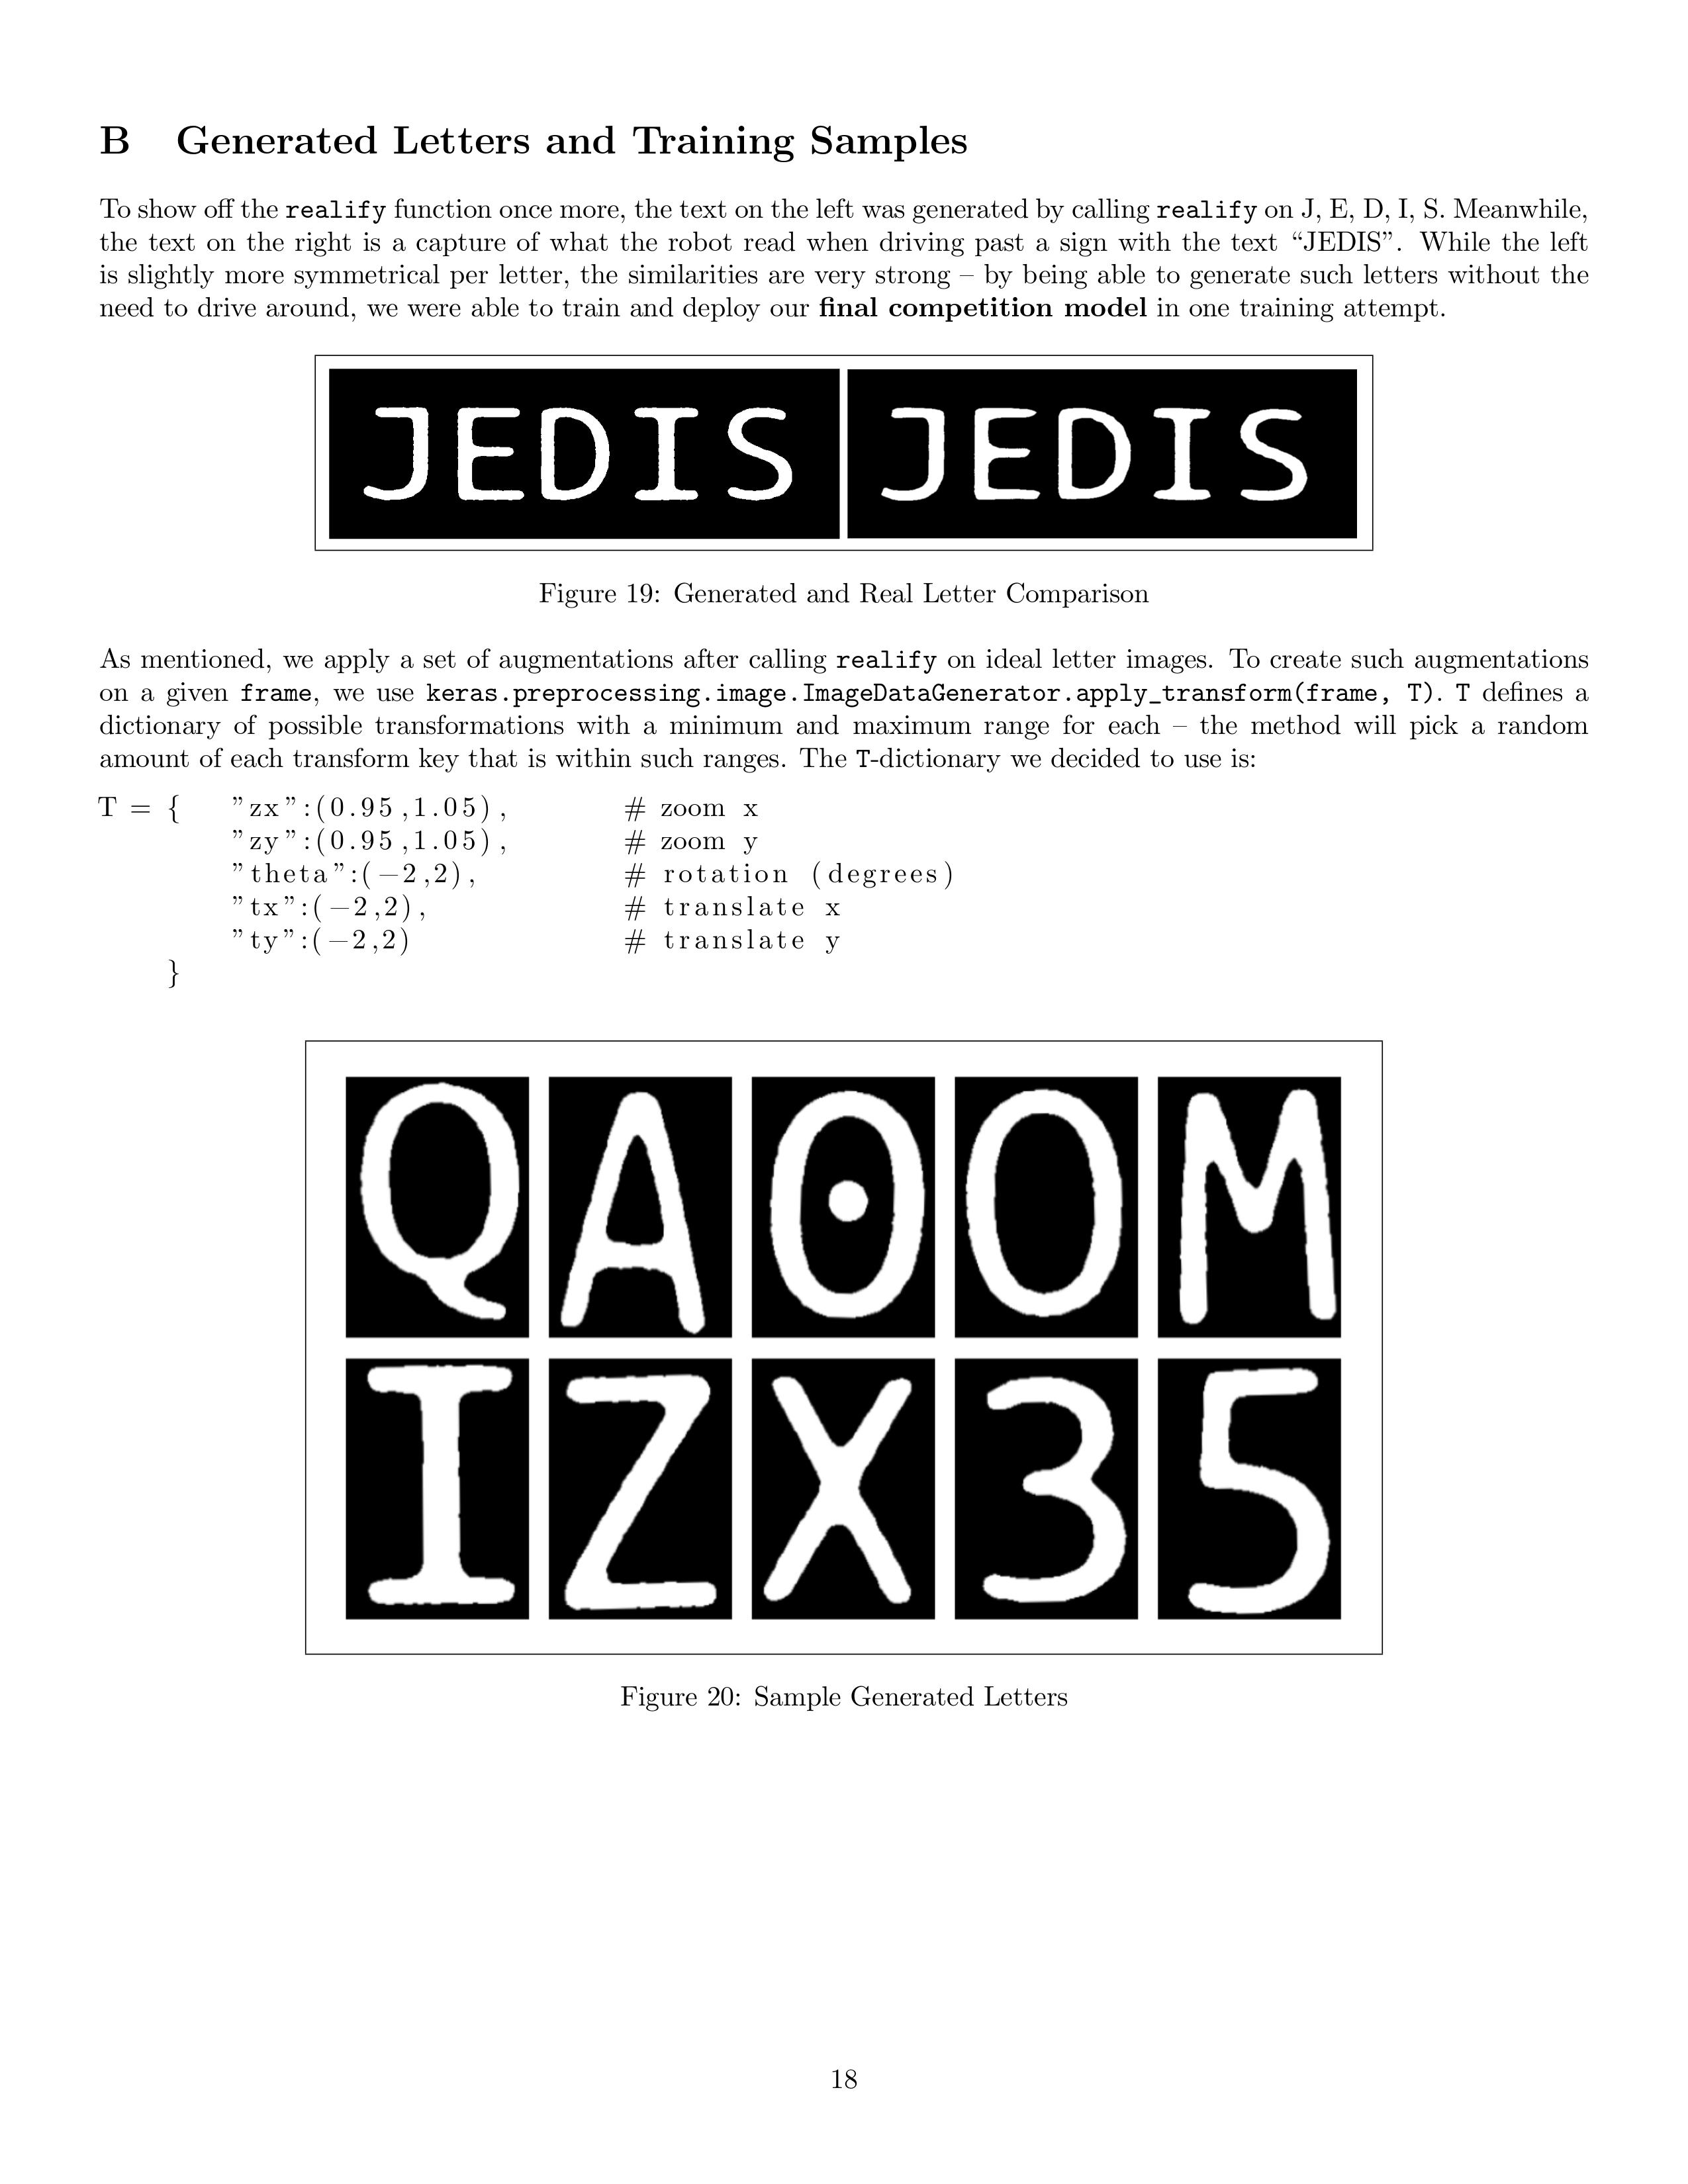 B Generated Letters and Training Samples
To show off the realify function once more, the text on the left was generated by calling realify on J, E, D, I, S. Meanwhile,
the text on the right is a capture of what the robot read when driving past a sign with the text “JEDIS”. While the left
is slightly more symmetrical per letter, the similarities are very strong – by being able to generate such letters without the
need to drive around, we were able to train and deploy our final competition model in one training attempt.
JEDIS JEDIS
Figure 19: Generated and Real Letter Comparison
As mentioned, we apply a set of augmentations after calling realify on ideal letter images. To create such augmentations
on a given frame, we use keras.preprocessing.image.ImageDataGenerator.apply_transform(frame, T). T defines a
dictionary of possible transformations with a minimum and maximum range for each – the method will pick a random
amount of each transform key that is within such ranges. The T-dictionary we decided to use is:
T = { ”zx”:(0.95,1.05), # zoom x
”zy”:(0.95,1.05), # zoom y
”theta”:(−2,2), # rotation (degrees)
”tx”:(−2,2), # translate x
”ty”:(−2,2) # translate y
}
Q A 0 O M
I Z X 3 5
Figure 20: Sample Generated Letters
18